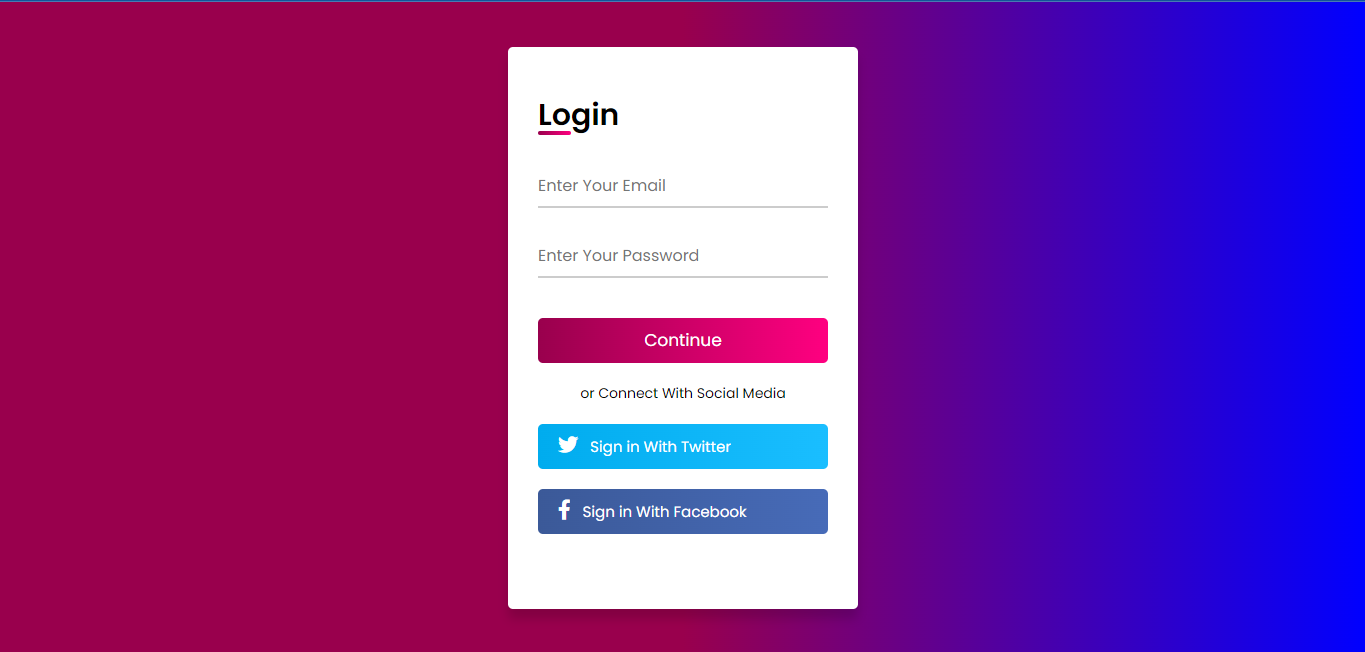 Login
Enter Your Email
Enter Your Password
Continue
or Connect With Social Media
Sign in With Twitter
Sign in With Facebook